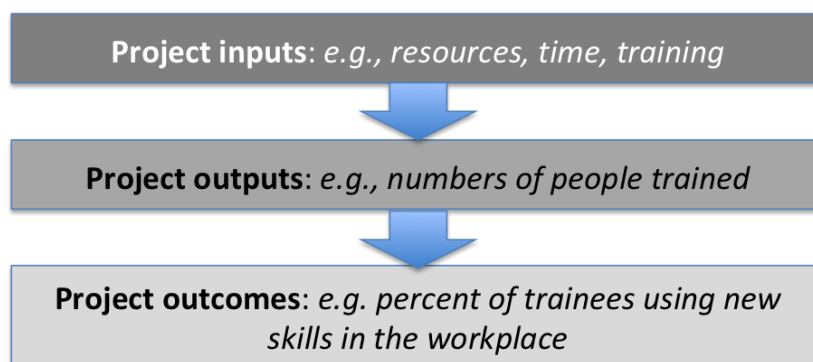 Project inputs: e.g., resources, time, training
Project outputs: e.g., numbers of people trained
Project outcomes: e.g. percent of trainees using new
skills in the workplace